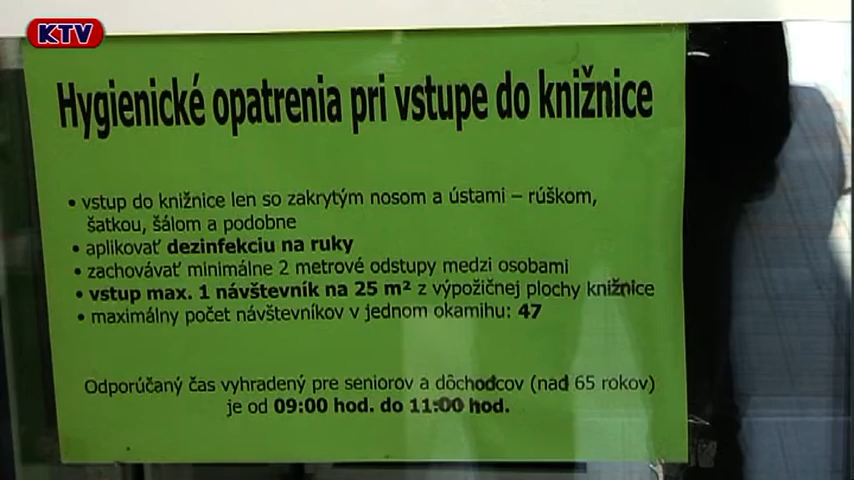 KTV
Hygienické opatrenia pri vstupe do knižnice
• vstup do knižnice len so zakrytým nosom a ústami – rúškom,
šatkou, šálom a podobne
• aplikovať dezinfekciu na ruky
• zachovávať minimálne 2 metrové odstupy medzi osobami
• vstup max. 1 návštevník na 25 m² z výpožičnej plochy knižnice
• maximálny počet návštevníkov v jednom okamihu: 47
Odporúčaný čas vyhradený pre seniorov a dôchodcov (nad 65 rokov)
je od 09:00 hod. do 11:00 hod.